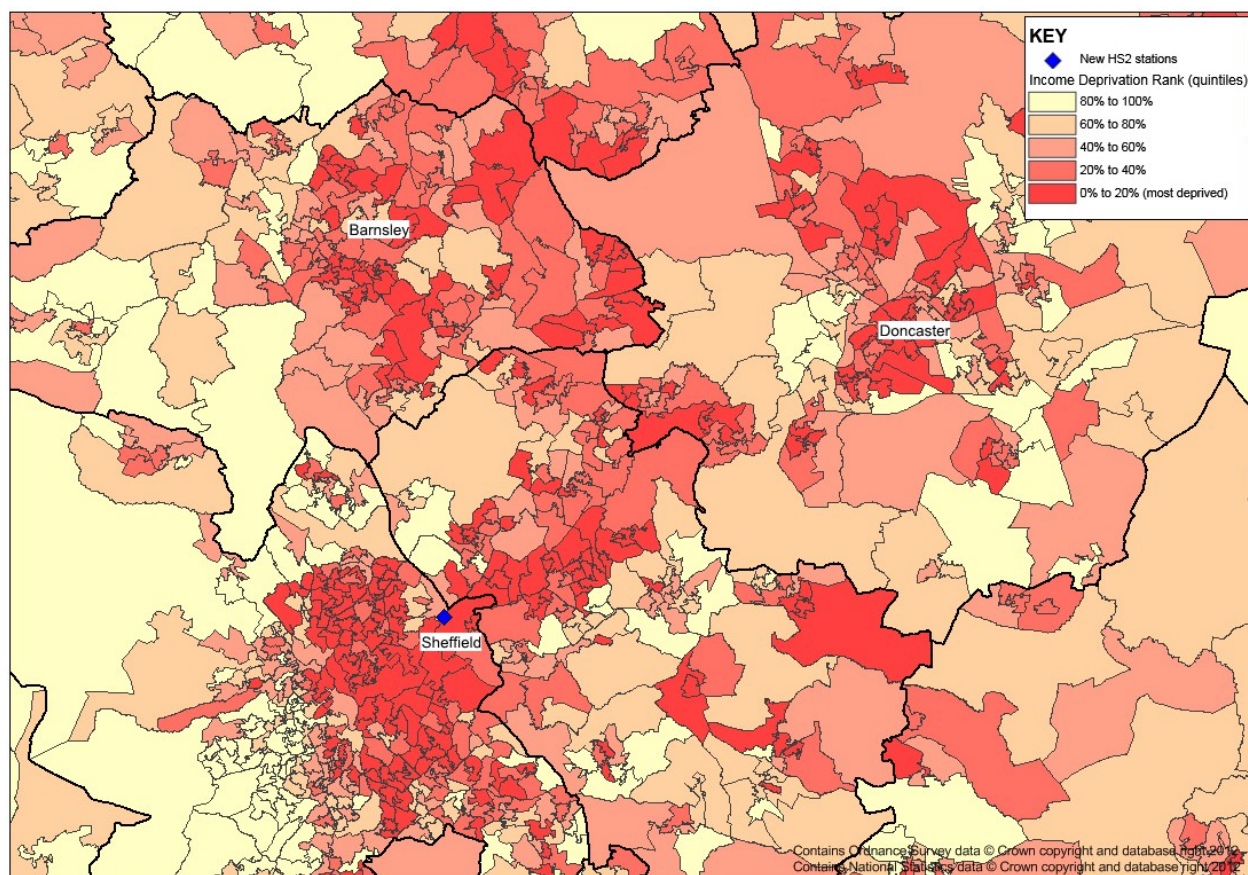 KEY
New HS2 stations
Income Deprivation Rank (quintiles)
80% to 100%
60% to 80%
40% to 60%
20% to 40%
0% to 20% (most deprived)
Barnsley
Doncaster
Sheffield
Contains Ordnance Survey data © Crown copyright and database right 2012
Contains National Statistics data © Crown copyright and database right 2012